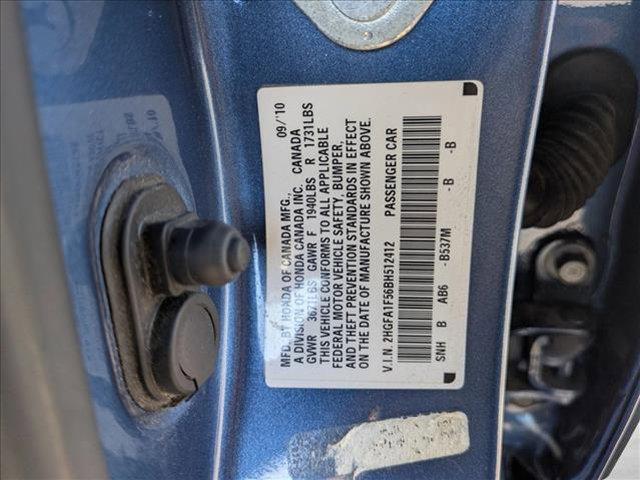 MFD. BY HONDA OF CANADA MFG., 09/'10
A DIVISION OF HONDA CANADA INC. CANADA
GVWR 3671LBS GAWR F 1940LBS R 1731LBS
THIS VEHICLE CONFORMS TO ALL APPLICABLE
FEDERAL MOTOR VEHICLE SAFETY, BUMPER,
AND THEFT PREVENTION STANDARDS IN EFFECT
ON THE DATE OF MANUFACTURE SHOWN ABOVE.
V.I.N. 2HGFA1F56BH512412 PASSENGER CAR
SNH B AB6 -B537M -B -B